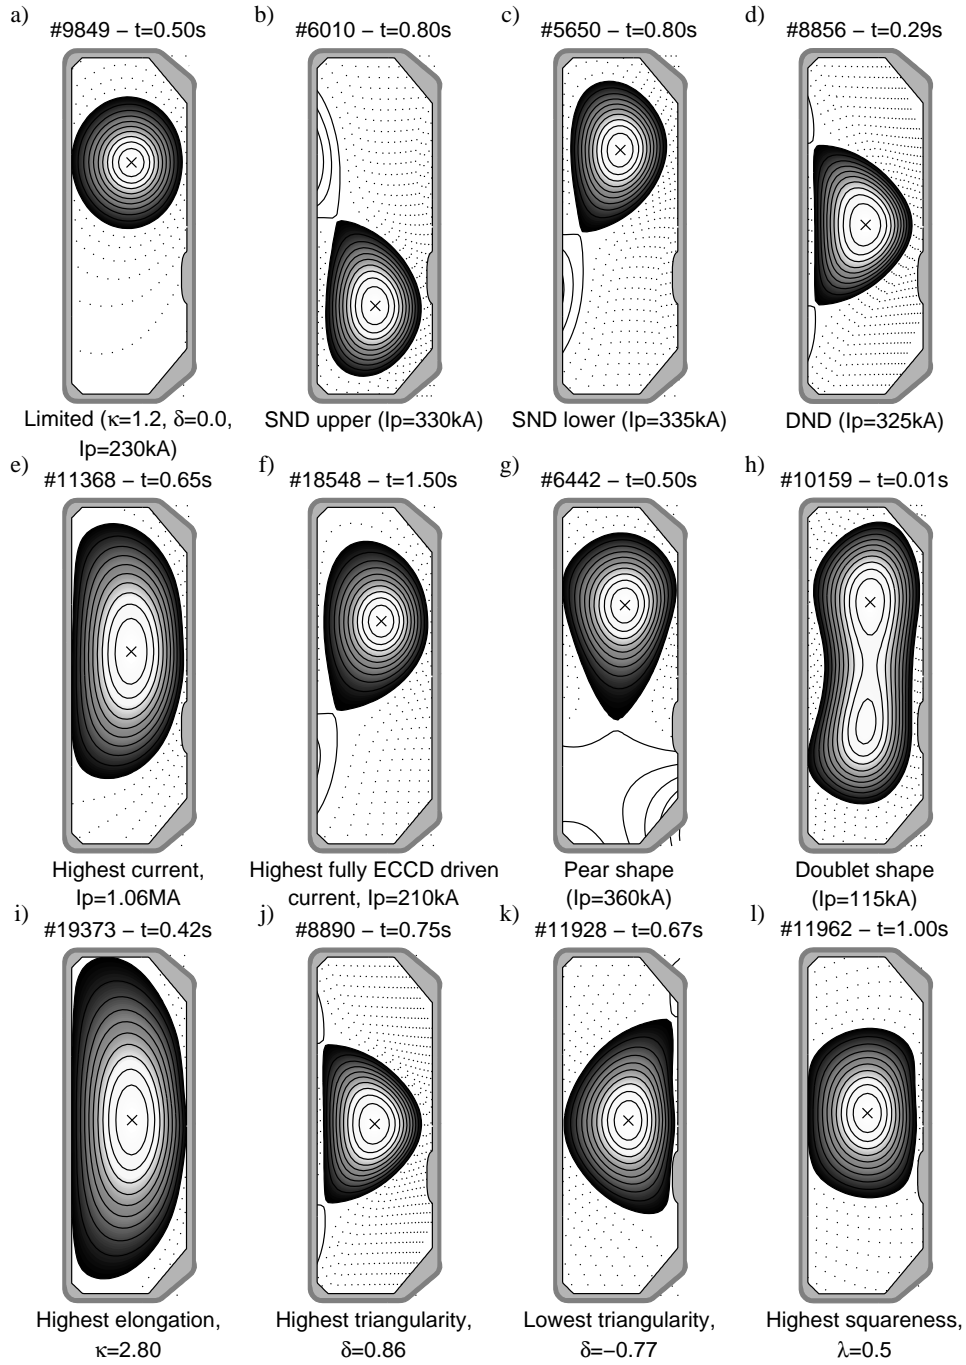 a)
#9849 – t=0.50s
Limited (κ=1.2, δ=0.0,
Ip=230kA)
b)
#6010 – t=0.80s
SND upper (Ip=330kA)
c)
#5650 – t=0.80s
SND lower (Ip=335kA)
d)
#8856 – t=0.29s
DND (Ip=325kA)
e)
#11368 – t=0.65s
Highest current,
Ip=1.06MA
f)
#18548 – t=1.50s
Highest fully ECCD driven
current, Ip=210kA
g)
#6442 – t=0.50s
Pear shape
(Ip=360kA)
h)
#10159 – t=0.01s
Doublet shape
(Ip=115kA)
i)
#19373 – t=0.42s
Highest elongation,
κ=2.80
j)
#8890 – t=0.75s
Highest triangularity,
δ=0.86
k)
#11928 – t=0.67s
Lowest triangularity,
δ=−0.77
l)
#11962 – t=1.00s
Highest squareness,
λ=0.5